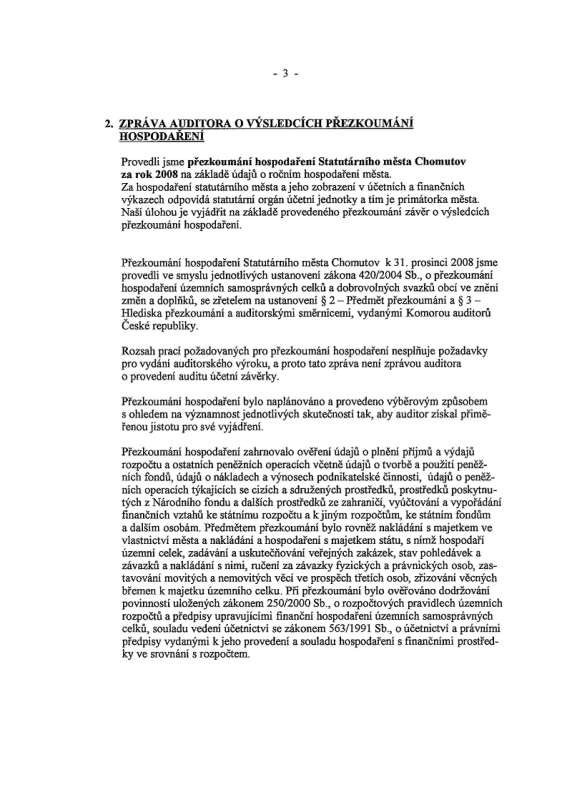 - 3 -
2. ZPRÁVA AUDITORA O VÝSLEDCÍCH PŘEZKOUMÁNÍ
HOSPODAŘENÍ
Provedli jsme přezkoumání hospodaření Statutárního města Chomutov
za rok 2008 na základě údajů o ročním hospodaření města.
Za hospodaření statutárního města a jeho zobrazení v účetních a finančních
výkazech odpovídá statutární orgán účetní jednotky a tím je primátorka města.
Naší úlohou je vyjádřit na základě provedeného přezkoumání závěr o výsledcích
přezkoumání hospodaření.
Přezkoumání hospodaření Statutárního města Chomutov k 31. prosinci 2008 jsme
provedli ve smyslu jednotlivých ustanovení zákona 420/2004 Sb., o přezkoumání
hospodaření územních samosprávných celků a dobrovolných svazků obcí ve znění
změn a doplňků, se zřetelem na ustanovení § 2 – Předmět přezkoumání a § 3 –
Hlediska přezkoumání a auditorskými směrnicemi, vydanými Komorou auditorů
České republiky.
Rozsah prací požadovaných pro přezkoumání hospodaření nesplňuje požadavky
pro vydání auditorského výroku, a proto tato zpráva není zprávou auditora
o provedení auditu účetní závěrky.
Přezkoumání hospodaření bylo naplánováno a provedeno výběrovým způsobem
s ohledem na významnost jednotlivých skutečností tak, aby auditor získal přimě-
řenou jistotu pro své vyjádření.
Přezkoumání hospodaření zahrnovalo ověření údajů o plnění příjmů a výdajů
rozpočtu a ostatních peněžních operacích včetně údajů o tvorbě a použití peněž-
ních fondů, údajů o nákladech a výnosech podnikatelské činnosti, údajů o peněž-
ních operacích týkajících se cizích a sdružených prostředků, prostředků poskytnu-
tých z Národního fondu a dalších prostředků ze zahraničí, vyúčtování a vypořádání
finančních vztahů ke státnímu rozpočtu a k jiným rozpočtům, ke státním fondům
a dalším osobám. Předmětem přezkoumání bylo rovněž nakládání s majetkem ve
vlastnictví města a nakládání a hospodaření s majetkem státu, s nímž hospodaří
územní celek, zadávání a uskutečňování veřejných zakázek, stav pohledávek a
závazků a nakládání s nimi, ručení za závazky fyzických a právnických osob, zas-
tavování movitých a nemovitých věcí ve prospěch třetích osob, zřizování věcných
břemen k majetku územního celku. Při přezkoumání bylo ověřováno dodržování
povinností uložených zákonem 250/2000 Sb., o rozpočtových pravidlech územních
rozpočtů a předpisy upravujícími finanční hospodaření územních samosprávných
celků, souladu vedení účetnictví se zákonem 563/1991 Sb., o účetnictví a právními
předpisy vydanými k jeho provedení a souladu hospodaření s finančními prostřed-
ky ve srovnání s rozpočtem.